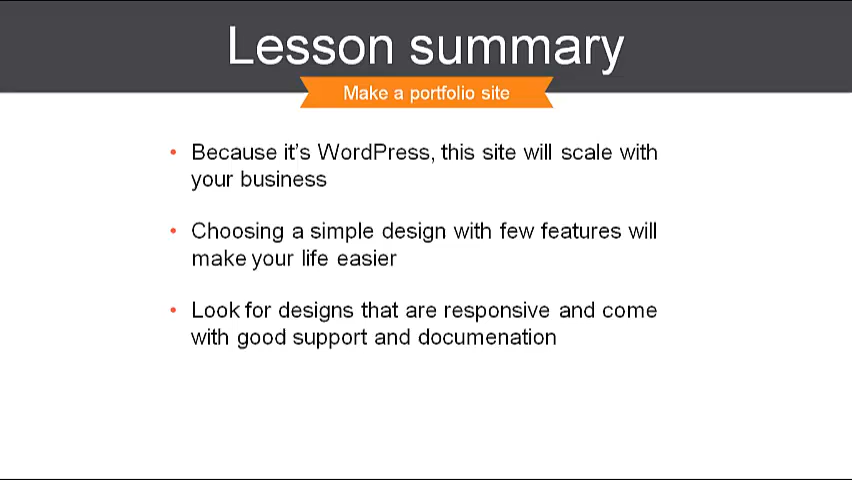 Lesson summary
Make a portfolio site
• Because it's WordPress, this site will scale with
your business
• Choosing a simple design with few features will
make your life easier
• Look for designs that are responsive and come
with good support and documenation